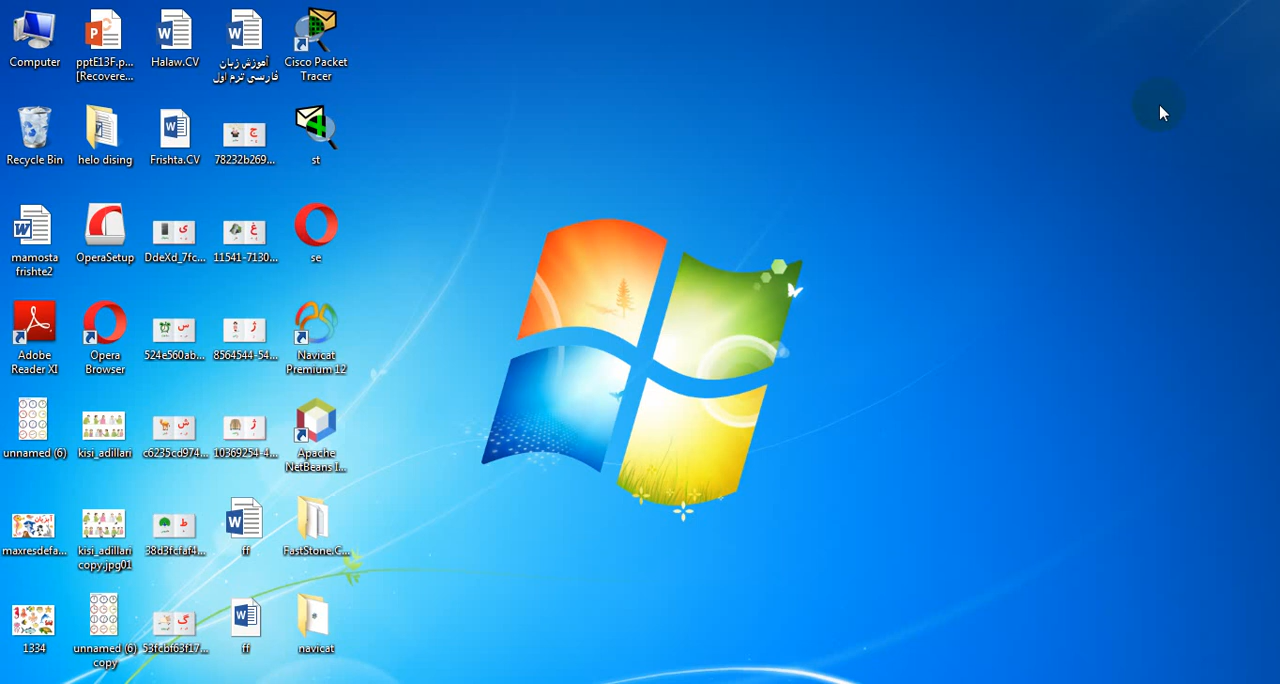 Computer
pptE13F.p...
[Recovere...
Halaw.CV
آموزش زبان
فارسی ترم اول
Cisco Packet
Tracer
Recycle Bin
helo dising
Frishta.CV
78232b269...
st
mamosta
frishte2
OperaSetup
DdeXd_7fc...
11541-7130...
se
Adobe
Reader XI
Opera
Browser
524e560ab...
8564544-54...
Navicat
Premium 12
unnamed (6)
kisi_adillari
c6235cd974...
10369254-4...
Apache
NetBeans I...
maxresdefa...
kisi_adillari
copy.jpg01
38d3fcfaf4...
ff
FastStone.C...
1334
unnamed (6)
copy
53fcbf63f17...
ff
navicat